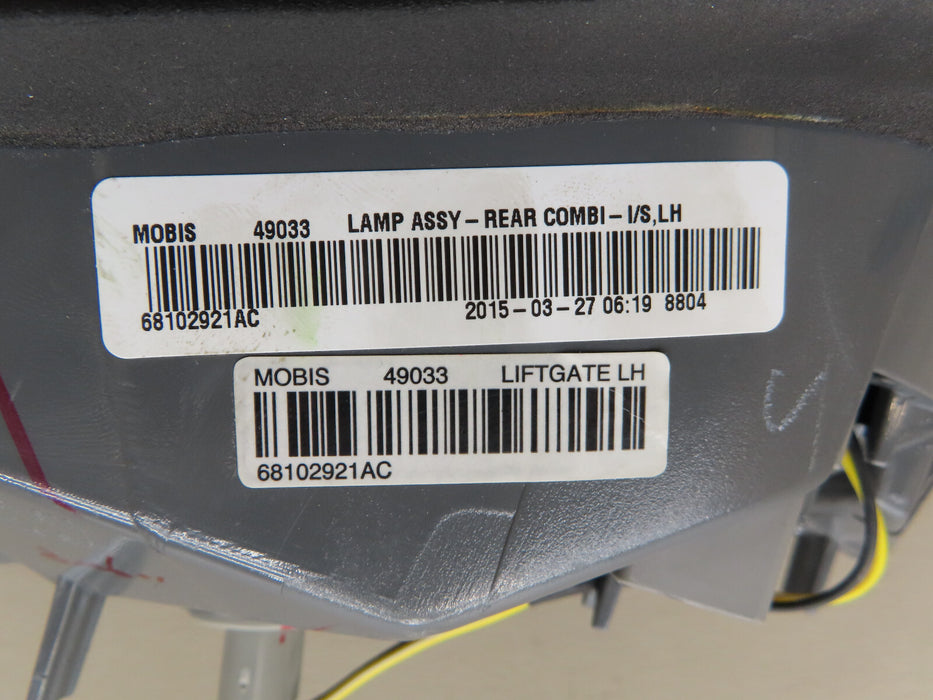 MOBIS 49033 LAMP ASSY-REAR COMBI-I/S,LH
68102921AC 2015-03-27 06:19 8804
MOBIS 49033 LIFTGATE LH
68102921AC